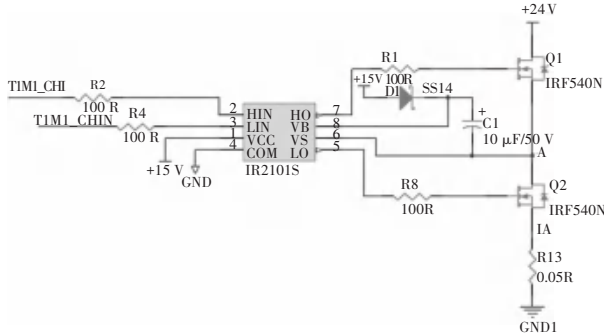 +24 V
R1
Q1
+15V
100R
D1
SS14
IRF540N
T1M1_CHI
R2
100 R
2
HIN
HO
7
T1M1_CHIN
R4
100 R
3
LIN
VB
8
1
VCC
VS
6
4
COM
LO
5
+
C1
10 μF/50 V
A
+15 V
GND
IR2101S
Q2
R8
100R
IRF540N
IA
R13
0.05R
GND1